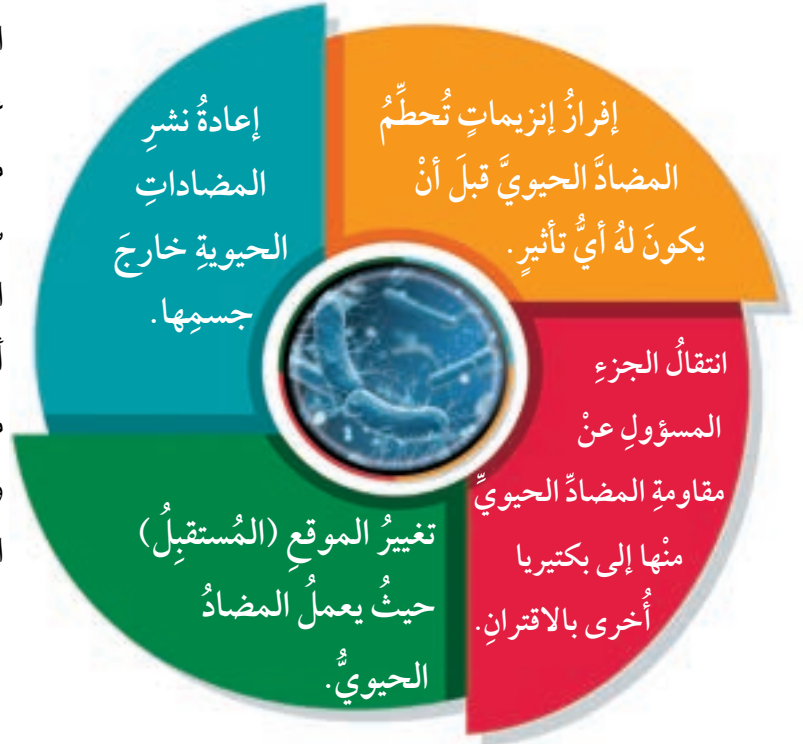 إفرازُ إنزيماتٍ تُحطِّمُ
المضادَّ الحيويَّ قبلَ أنْ
يكونَ لهُ أيُّ تأثيرٍ.
انتقالُ الجزءِ
المسؤولِ عنْ
مقاومةِ المضادِّ الحيويِّ
منْها إلى بكتيريا
أُخرى بالاقترانِ.
تغييرُ الموقعِ (المُستقبِلُ)
حيثُ يعملُ المضادُ
الحيويُّ.
إعادةُ نشرِ
المضاداتِ
الحيويةِ خارجَ
جسمِها.